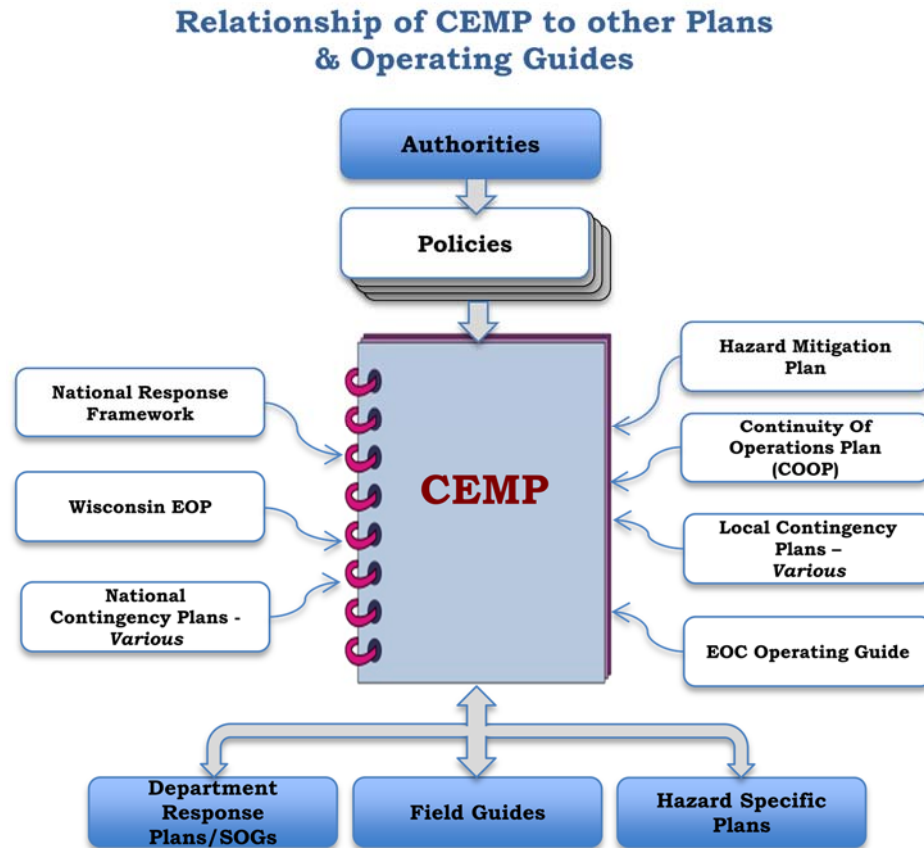 Relationship of CEMP to other Plans
& Operating Guides
Authorities
Policies
National Response
Framework
Wisconsin EOP
National
Contingency Plans -
Various
CEMP
Hazard Mitigation
Plan
Continuity Of
Operations Plan
(COOP)
Local Contingency
Plans –
Various
EOC Operating Guide
Department
Response
Plans/SOGs
Field Guides
Hazard Specific
Plans